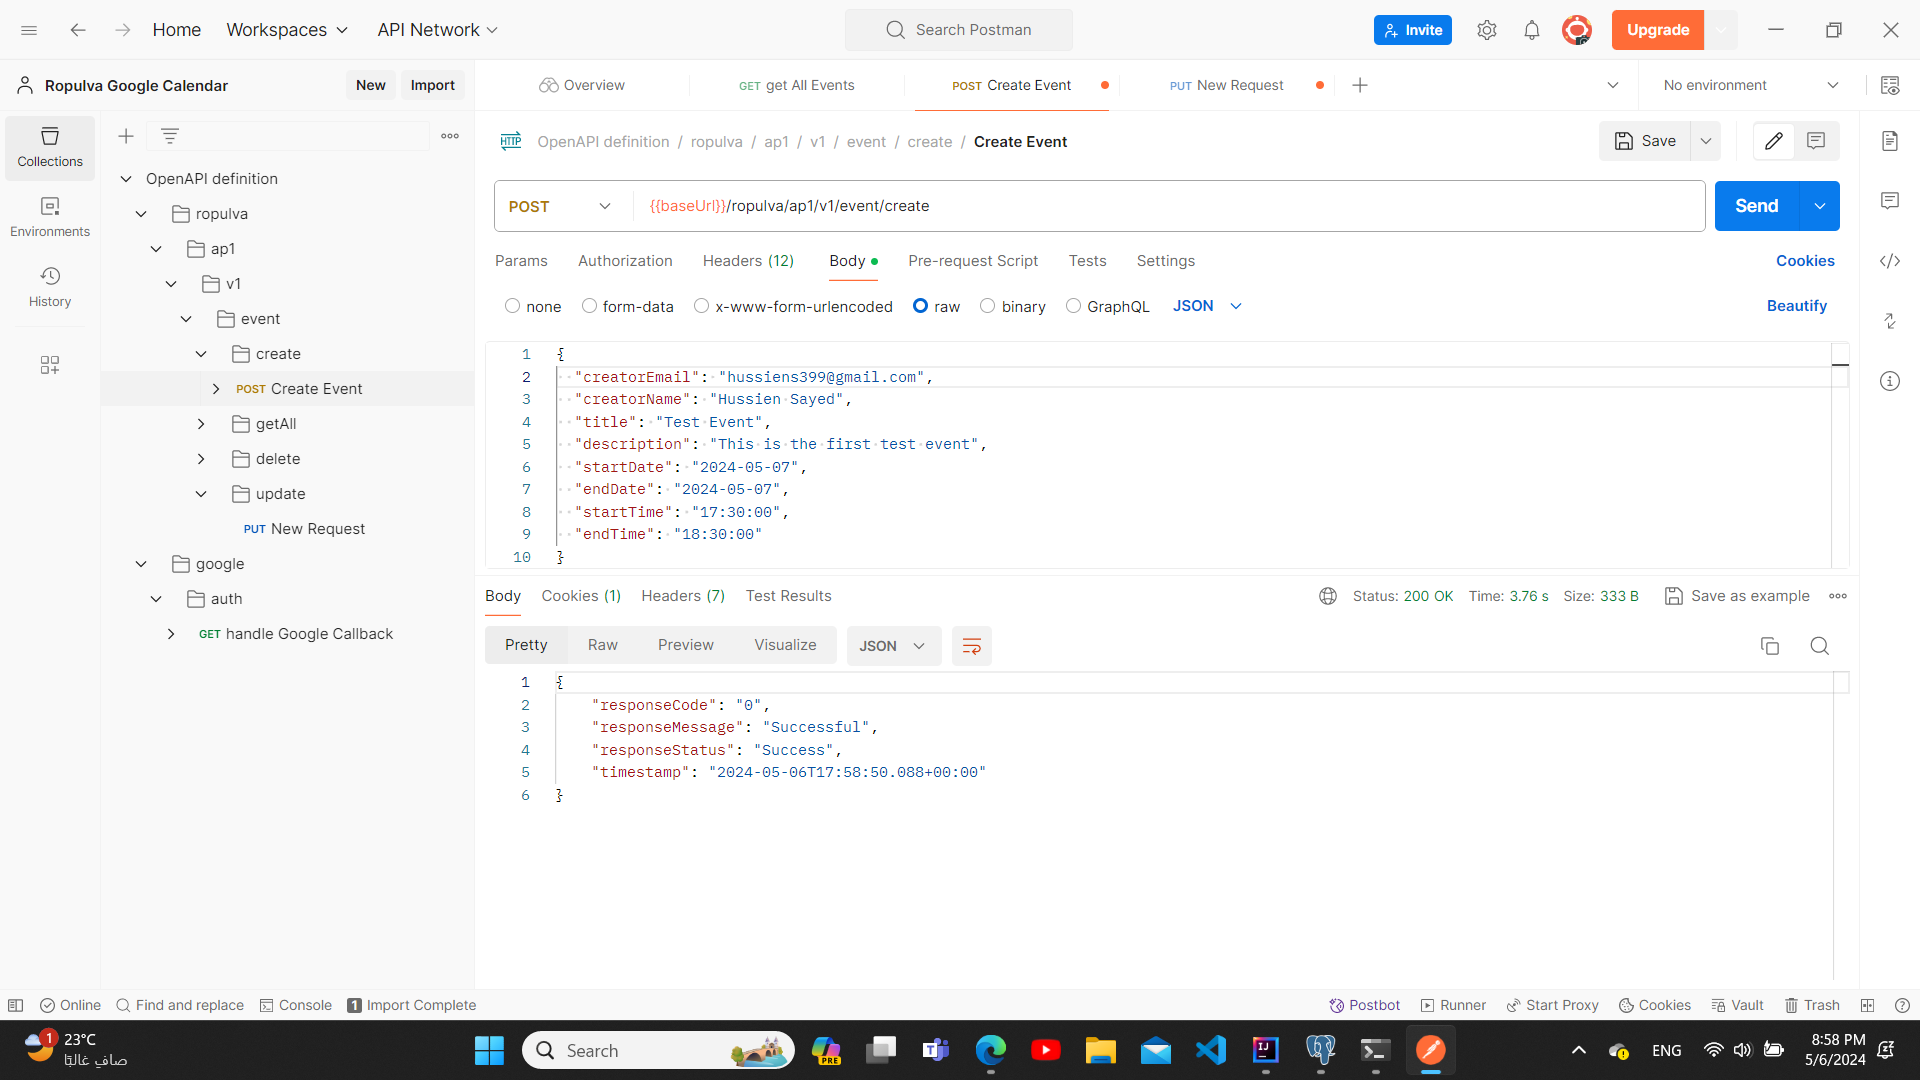 Home Workspaces API Network Search Postman Invite Upgrade
Ropulva Google Calendar New Import Overview GET get All Events POST Create Event PUT New Request No environment
Collections
Environments
History
OpenAPI definition
ropulva
ap1
v1
event
create
POST Create Event
getAll
delete
update
PUT New Request
google
auth
GET handle Google Callback
HTTP OpenAPI definition / ropulva / ap1 / v1 / event / create / Create Event Save
POST {{baseUrl}}/ropulva/ap1/v1/event/create Send
Params Authorization Headers (12) Body Pre-request Script Tests Settings Cookies
none form-data x-www-form-urlencoded raw binary GraphQL JSON Beautify
1 {
2 "creatorEmail": "hussiens399@gmail.com",
3 "creatorName": "Hussien Sayed",
4 "title": "Test Event",
5 "description": "This is the first test event",
6 "startDate": "2024-05-07",
7 "endDate": "2024-05-07",
8 "startTime": "17:30:00",
9 "endTime": "18:30:00"
10 }
Body Cookies (1) Headers (7) Test Results Status: 200 OK Time: 3.76 s Size: 333 B Save as example
Pretty Raw Preview Visualize JSON
1 {
2 "responseCode": "0",
3 "responseMessage": "Successful",
4 "responseStatus": "Success",
5 "timestamp": "2024-05-06T17:58:50.088+00:00"
6 }
Online Find and replace Console 1 Import Complete Postbot Runner Start Proxy Cookies Vault Trash
1 23°C
صافٍ غالبًا
Search PRE ENG 8:58 PM
5/6/2024